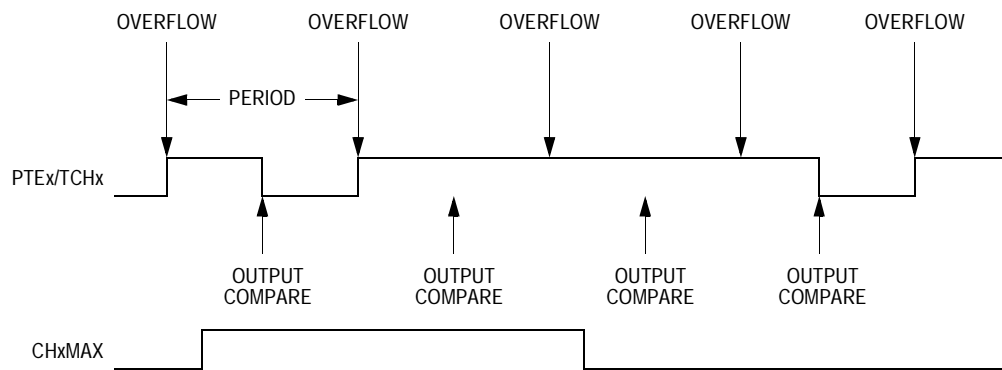 OVERFLOW OVERFLOW OVERFLOW OVERFLOW OVERFLOW
PERIOD
PTEx/TCHx
OUTPUT OUTPUT OUTPUT OUTPUT
COMPARE COMPARE COMPARE COMPARE
CHxMAX